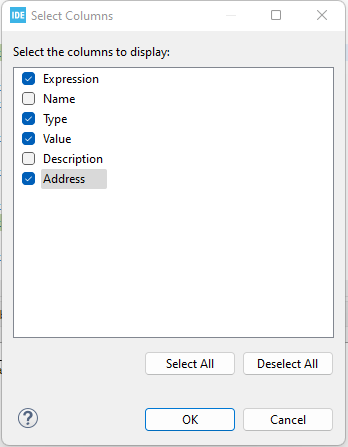 IDE Select Columns
Select the columns to display:
Expression
Name
Type
Value
Description
Address
Select All Deselect All
? OK Cancel